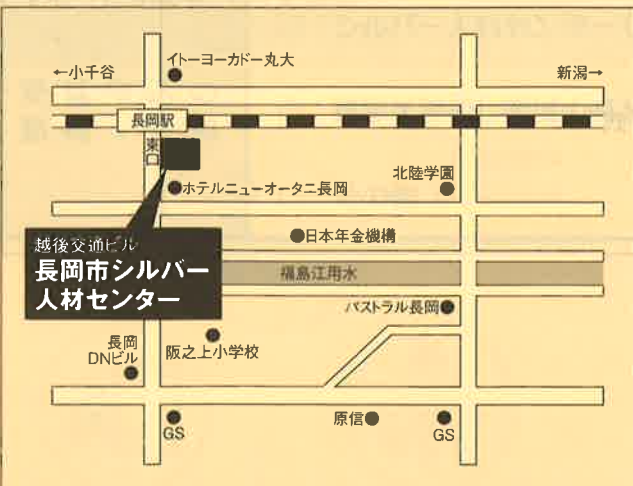 イトーヨーカドー丸大
←小千谷
新潟→
長岡駅
東口
北陸学園
ホテルニューオータニ長岡
日本年金機構
越後交通ビル
長岡市シルバー
人材センター
福島江用水
パストラル長岡
長岡
DNビル
阪之上小学校
GS
原信
GS